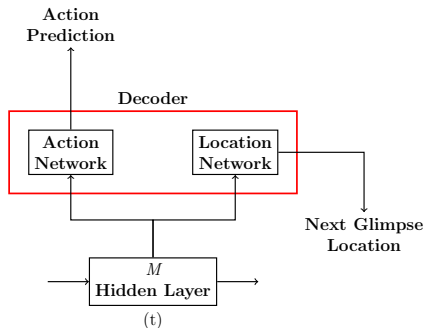 Action
Prediction
Decoder
Action
Network
Location
Network
Next Glimpse
Location
M
Hidden Layer
(t)